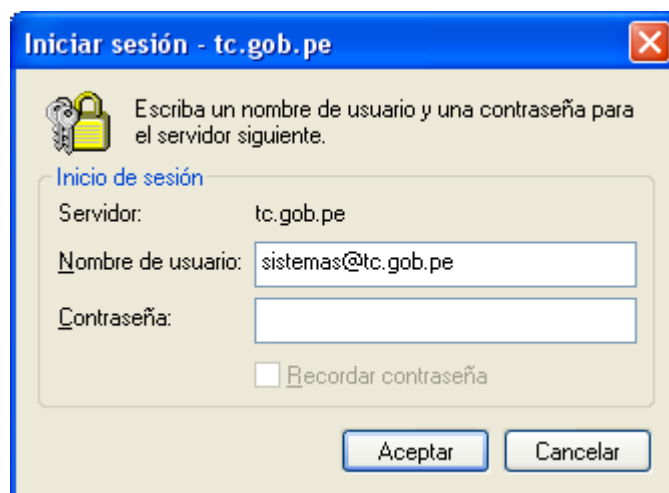 Iniciar sesión - tc.gob.pe
Escriba un nombre de usuario y una contraseña para
el servidor siguiente.
Inicio de sesión
Servidor: tc.gob.pe
Nombre de usuario: sistemas@tc.gob.pe
Contraseña:
Recordar contraseña
Aceptar Cancelar